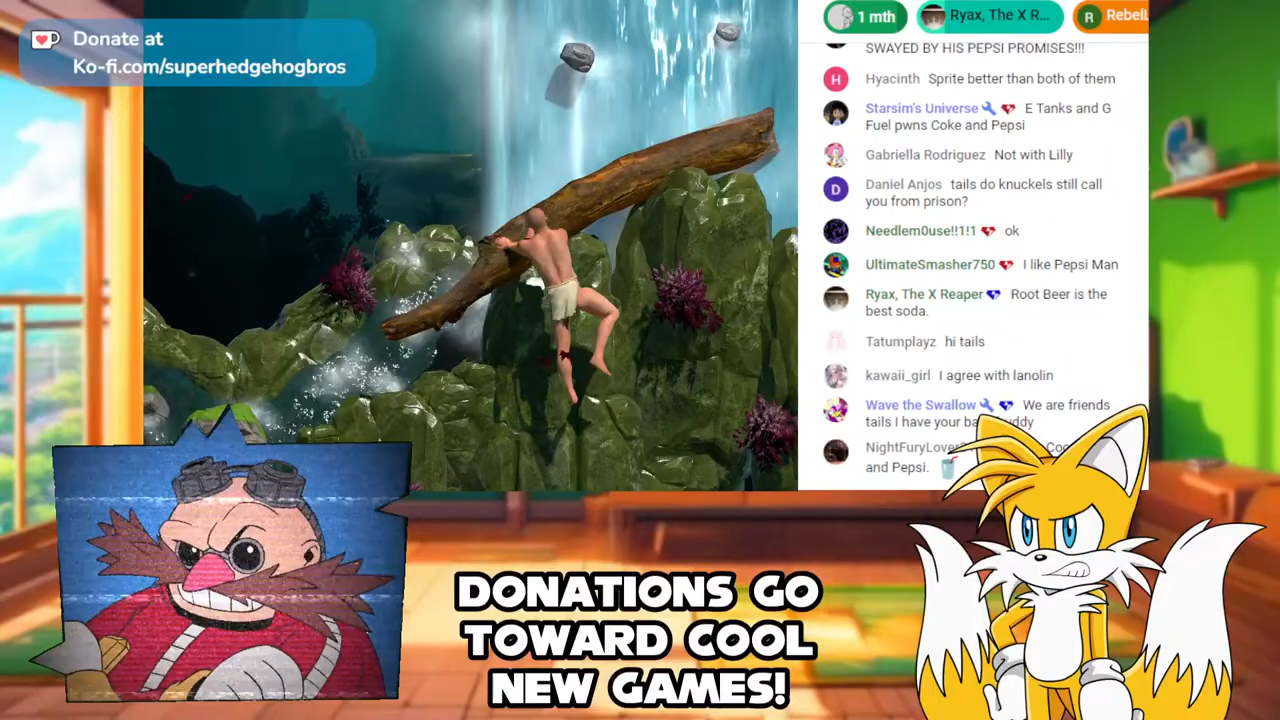 Donate at
Ko-fi.com/superhedgehogbros
1 mth
Ryax, The X R...
R
RebelL
SWAYED BY HIS PEPSI PROMISES!!!
H
Hyacinth Sprite better than both of them
Starsim's Universe E Tanks and G
Fuel pwns Coke and Pepsi
Gabriella Rodriguez Not with Lilly
D
Daniel Anjos tails do knuckels still call
you from prison?
Needlem0use!!1!1 ok
UltimateSmasher750 I like Pepsi Man
Ryax, The X Reaper Root Beer is the
best soda.
Tatumplayz hi tails
kawaii_girl I agree with lanolin
Wave the Swallow We are friends
tails I have your
and Pepsi.
DONATIONS GO
TOWARD COOL
NEW GAMES!